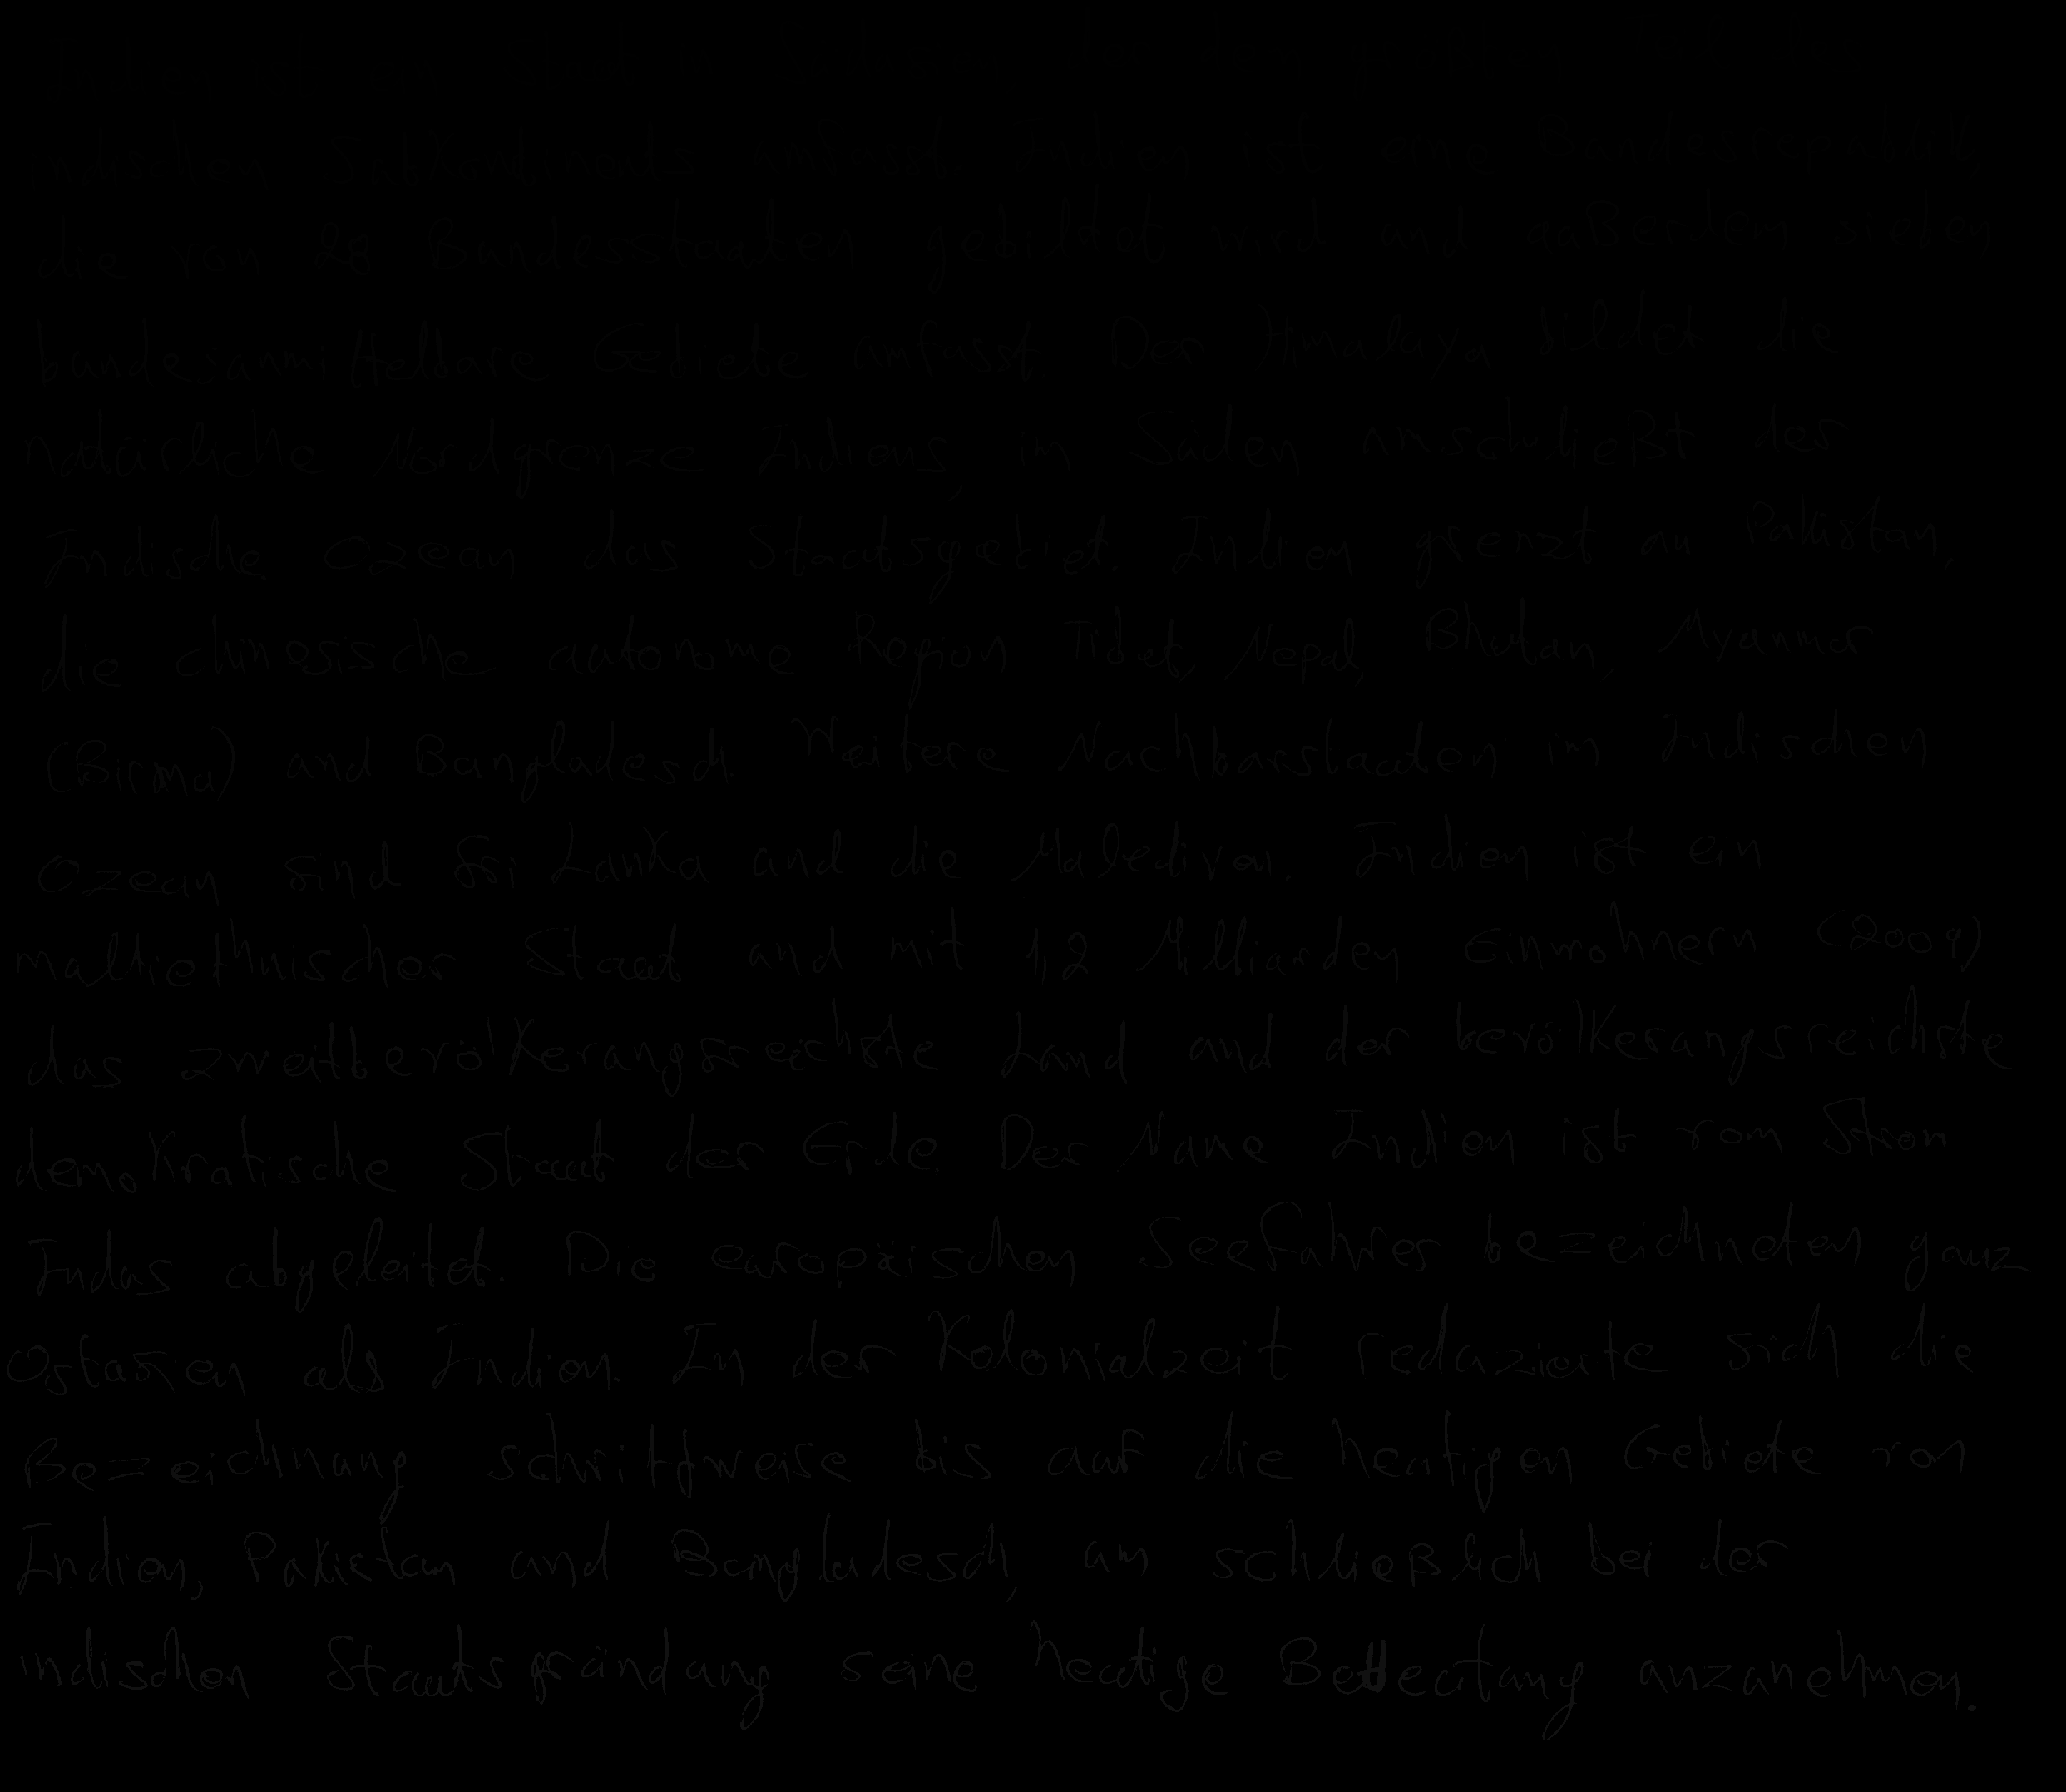 indischen Subkontinents umfasst. Indien ist eine Bundesrepublik,
die von 28 Bundesstaaten gebildet wird und außerdem sieben
bundesunmittelbare Gebiete umfasst. Der Himalaya bildet die
natürliche Nordgrenze Indiens, im Süden umschließt der
Indische Ozean das Staatsgebiet. Indien grenzt an Pakistan,
die chinesische autonome Region Tibet, Nepal, Bhutan, Myanmar
(Birma) und Bangladesch. Weitere Nachbarstaaten im Indischen
Ozean sind Sri Lanka und die Malediven. Indien ist ein
multiethnischer Staat und mit 1,2 Milliarden Einwohnern (2009)
das zweitbevölkerungsreichste Land und der bevölkerungsreichste
demokratische Staat der Erde. Der Name Indien ist vom Strom
Indus abgeleitet. Die europäischen Seefahrer bezeichneten ganz
Ostasien als Indien. In der Kolonialzeit reduzierte sich die
Bezeichnung schrittweise bis auf die heutigen Gebiete von
Indien, Pakistan und Bangladesch, um schließlich bei der
indischen Staatsgründung seine heutige Bedeutung anzunehmen.